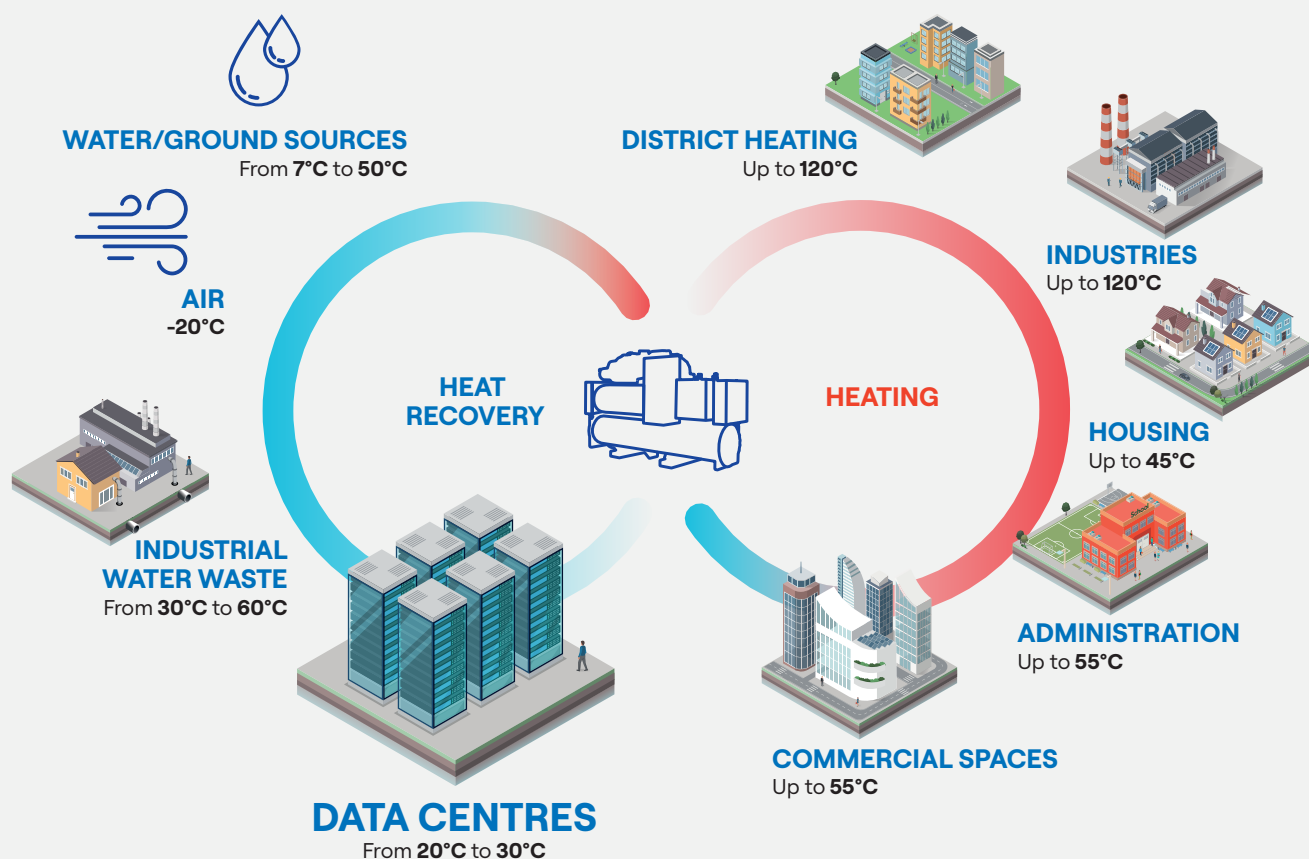 WATER/GROUND SOURCES
From 7°C to 50°C
AIR
-20°C
INDUSTRIAL
WATER WASTE
From 30°C to 60°C
DATA CENTRES
From 20°C to 30°C
HEAT
RECOVERY
HEATING
DISTRICT HEATING
Up to 120°C
INDUSTRIES
Up to 120°C
HOUSING
Up to 45°C
School
ADMINISTRATION
Up to 55°C
COMMERCIAL SPACES
Up to 55°C